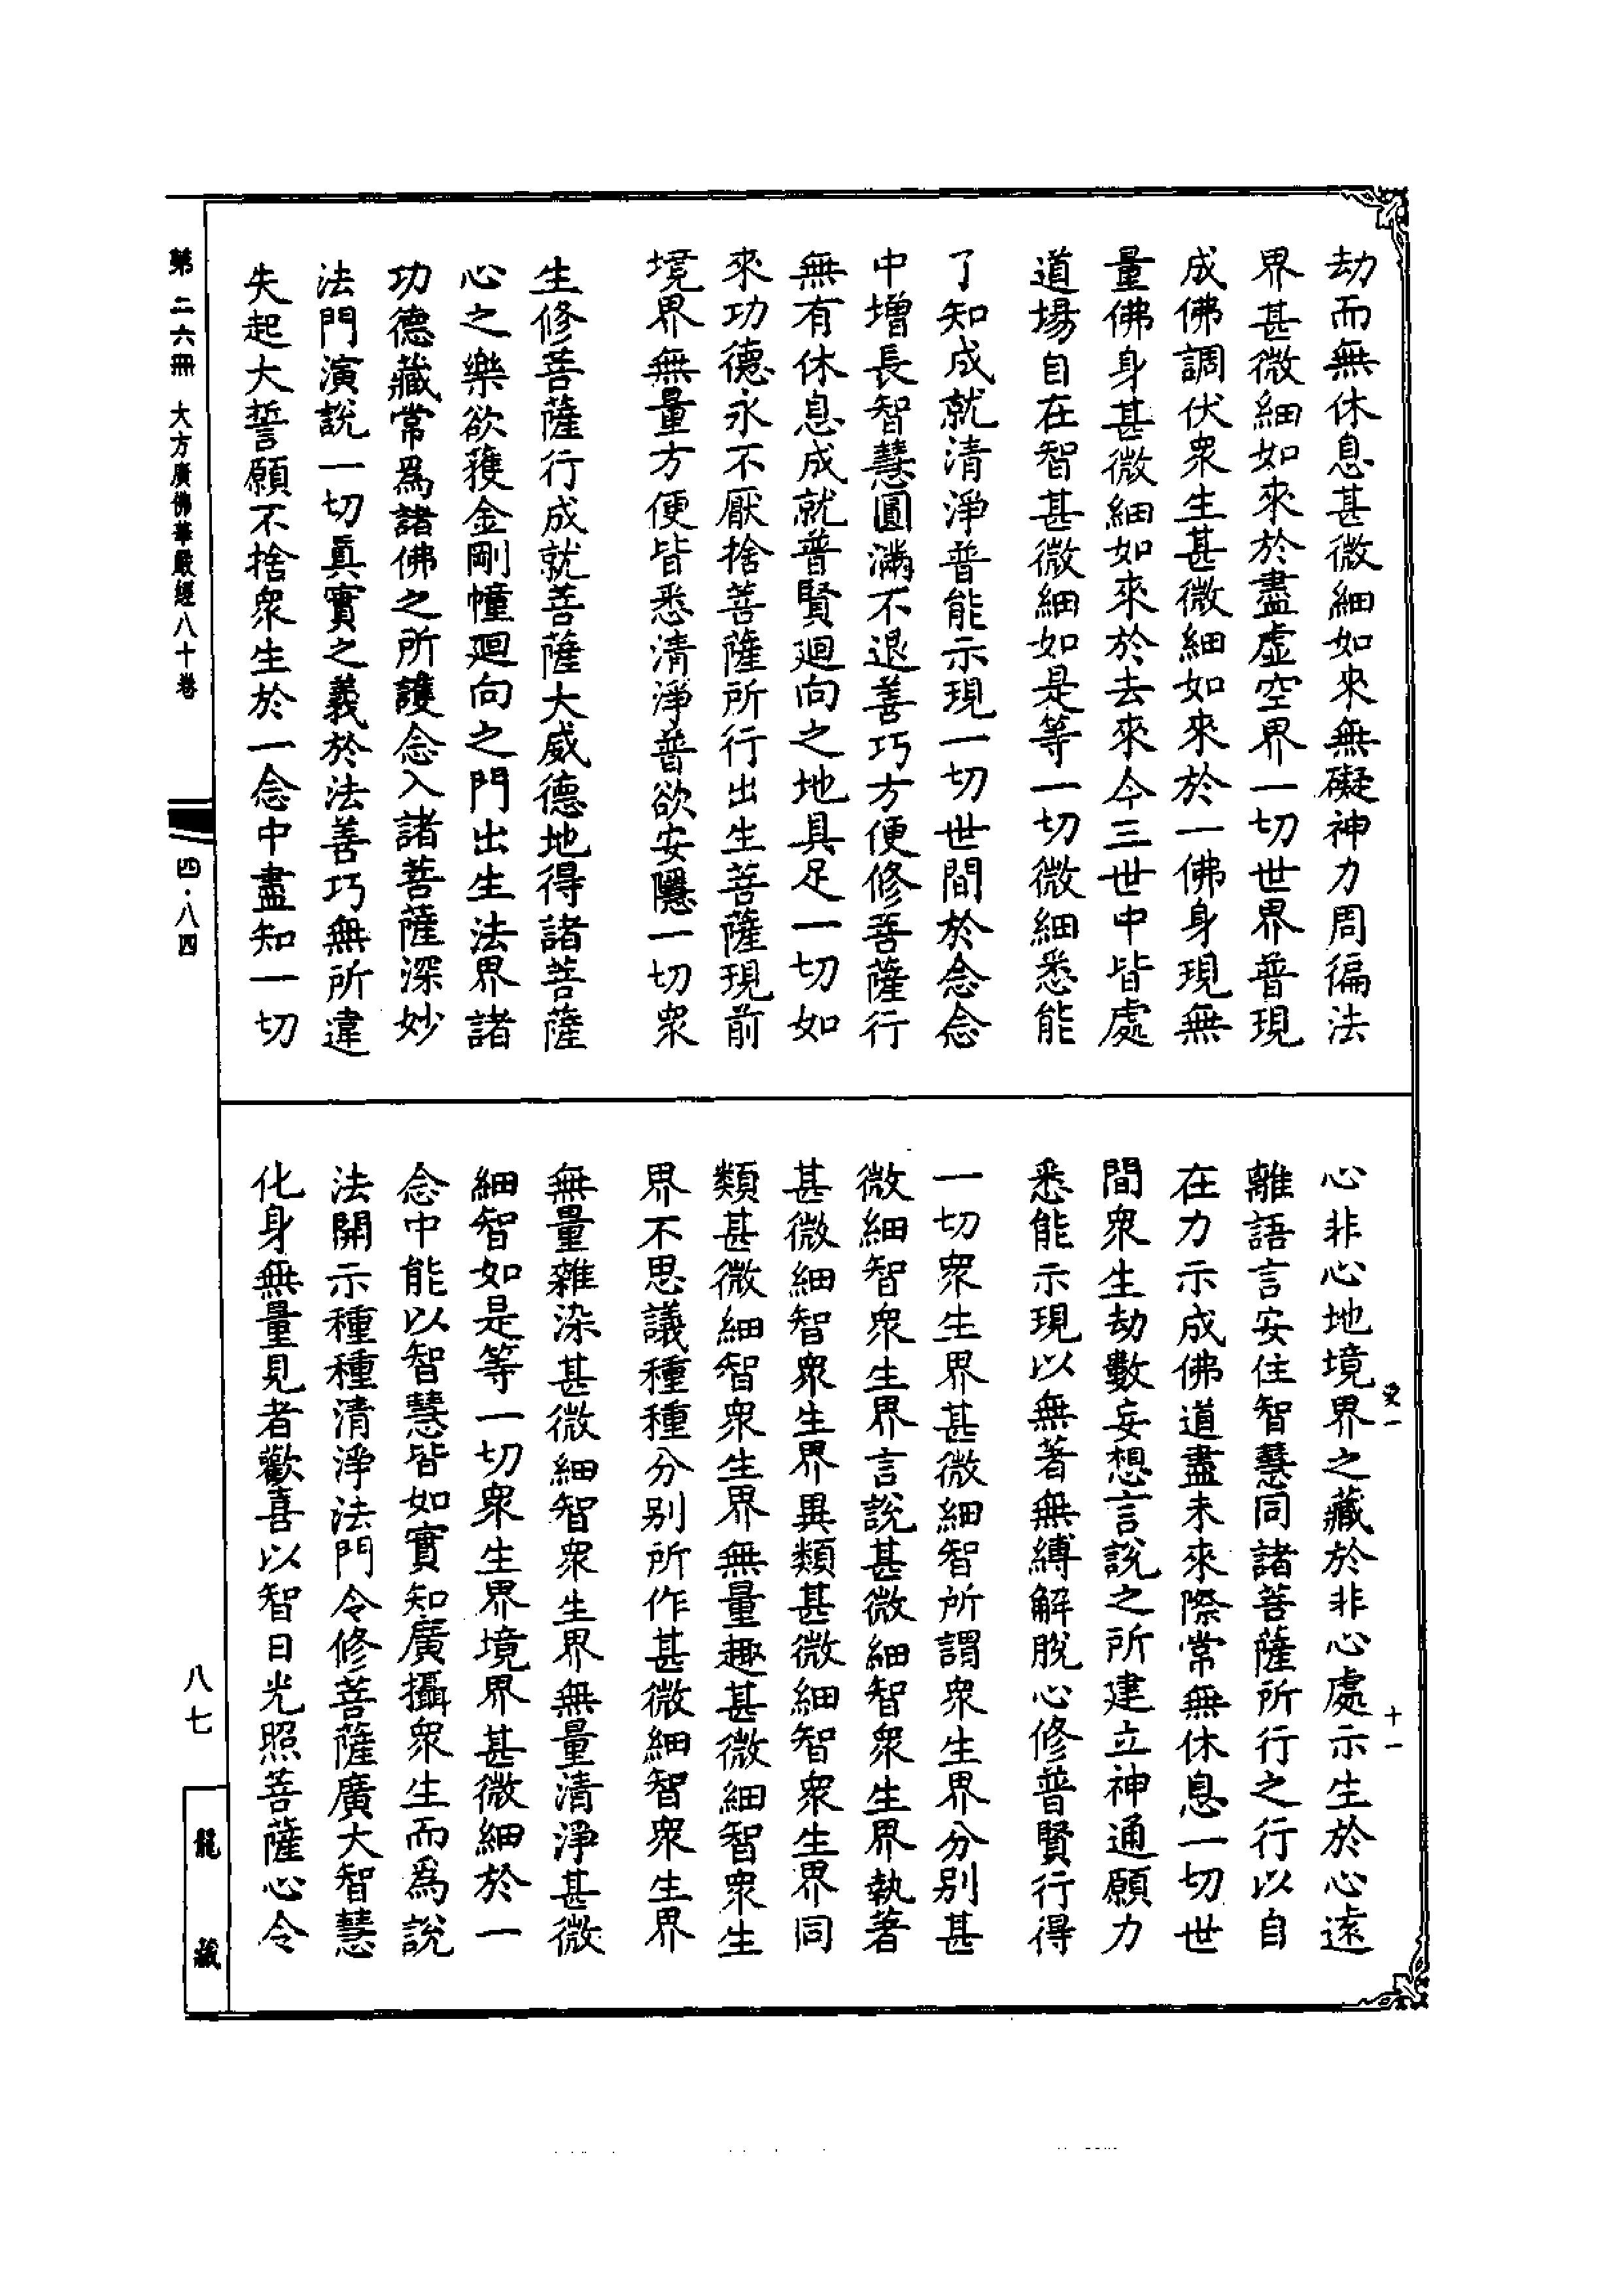 劫而無休息甚微細如來無礙神力周徧法
界甚微細如來於盡虛空界一切世界普現
成佛調伏衆生甚微細如來於一佛身現無
量佛身甚微細如來於去來今三世中皆處
道場自在智甚微細如是等一切微細悉能
了知成就清淨普能示現一切世間於念念
中增長智慧圓滿不退善巧方便修菩薩行
無有休息成就普賢迴向之地具足一切如
來功德永不厭捨菩薩所行出生菩薩現前
境界無量方便皆悉清淨普欲安隱一切衆
生修菩薩行成就菩薩大威德地得諸菩薩
心之樂欲獲金剛幢迴向之門出生法界諸
功德藏常爲諸佛之所護念入諸菩薩深妙
法門演說一切眞實之義於法善巧無所違
失起大誓願不捨衆生於一念中盡知一切
心非心地境界之藏於非心處示生於心遠
離語言安住智慧同諸菩薩所行之行以自
在力示成佛道盡未來際常無休息一切世
間衆生劫數妄想言說之所建立神通願力
悉能示現以無著無縛解脫心修普賢行得
一切衆生界甚微細智所謂衆生界分別甚
微細智衆生界言說甚微細智衆生界執著
甚微細智衆生界異類甚微細智衆生界同
類甚微細智衆生界無量趣甚微細智衆生
界不思議種種分別所作甚微細智衆生界
無量雜染甚微細智衆生界無量清淨甚微
細智如是等一切衆生界境界甚微細於一
念中能以智慧皆如實知廣攝衆生而爲說
法開示種種清淨法門令修菩薩廣大智慧
化身無量見者歡喜以智日光照菩薩心令
十一
第二六冊 大方廣佛華嚴經八十卷
四·八四
八七
龍藏